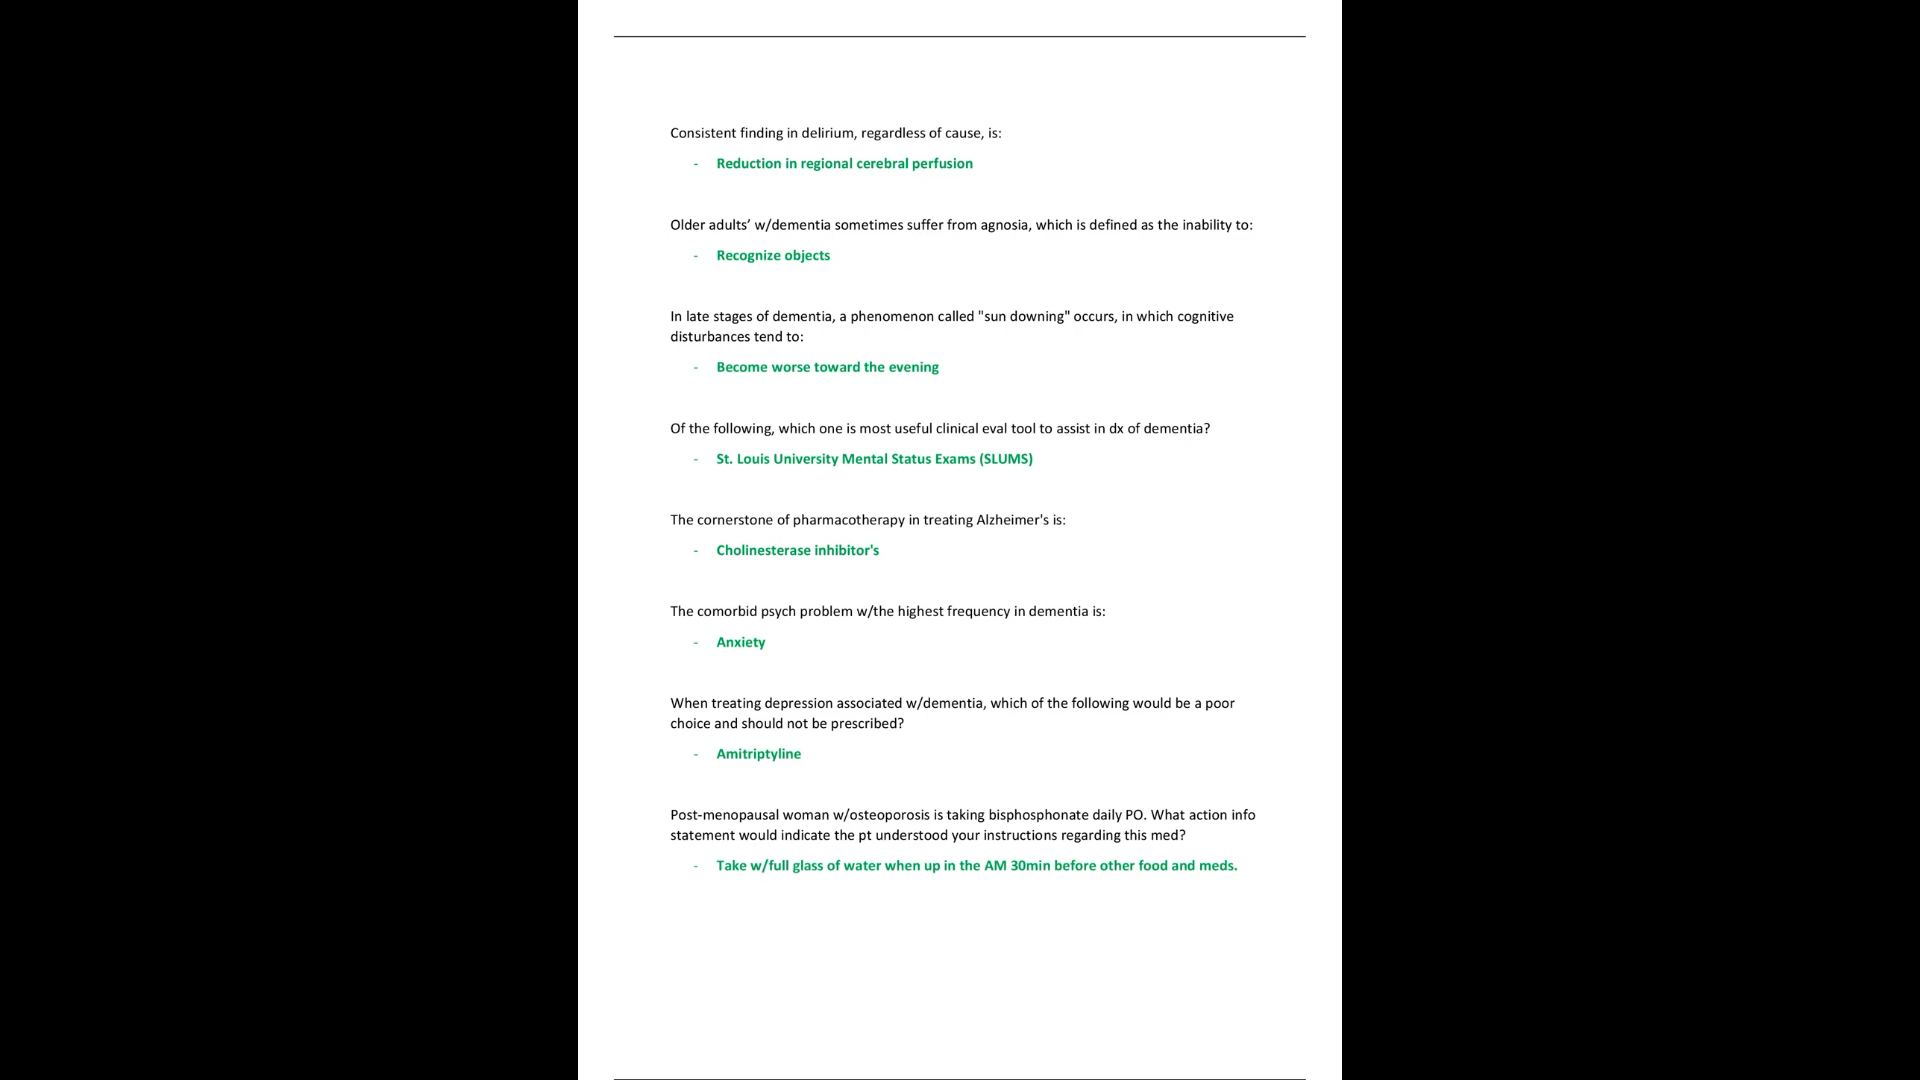 Consistent finding in delirium, regardless of cause, is:
- Reduction in regional cerebral perfusion
Older adults’ w/dementia sometimes suffer from agnosia, which is defined as the inability to:
- Recognize objects
In late stages of dementia, a phenomenon called "sun downing" occurs, in which cognitive
disturbances tend to:
- Become worse toward the evening
Of the following, which one is most useful clinical eval tool to assist in dx of dementia?
- St. Louis University Mental Status Exams (SLUMS)
The cornerstone of pharmacotherapy in treating Alzheimer's is:
- Cholinesterase inhibitor's
The comorbid psych problem w/the highest frequency in dementia is:
- Anxiety
When treating depression associated w/dementia, which of the following would be a poor
choice and should not be prescribed?
- Amitriptyline
Post-menopausal woman w/osteoporosis is taking bisphosphonate daily PO. What action info
statement would indicate the pt understood your instructions regarding this med?
- Take w/full glass of water when up in the AM 30min before other food and meds.